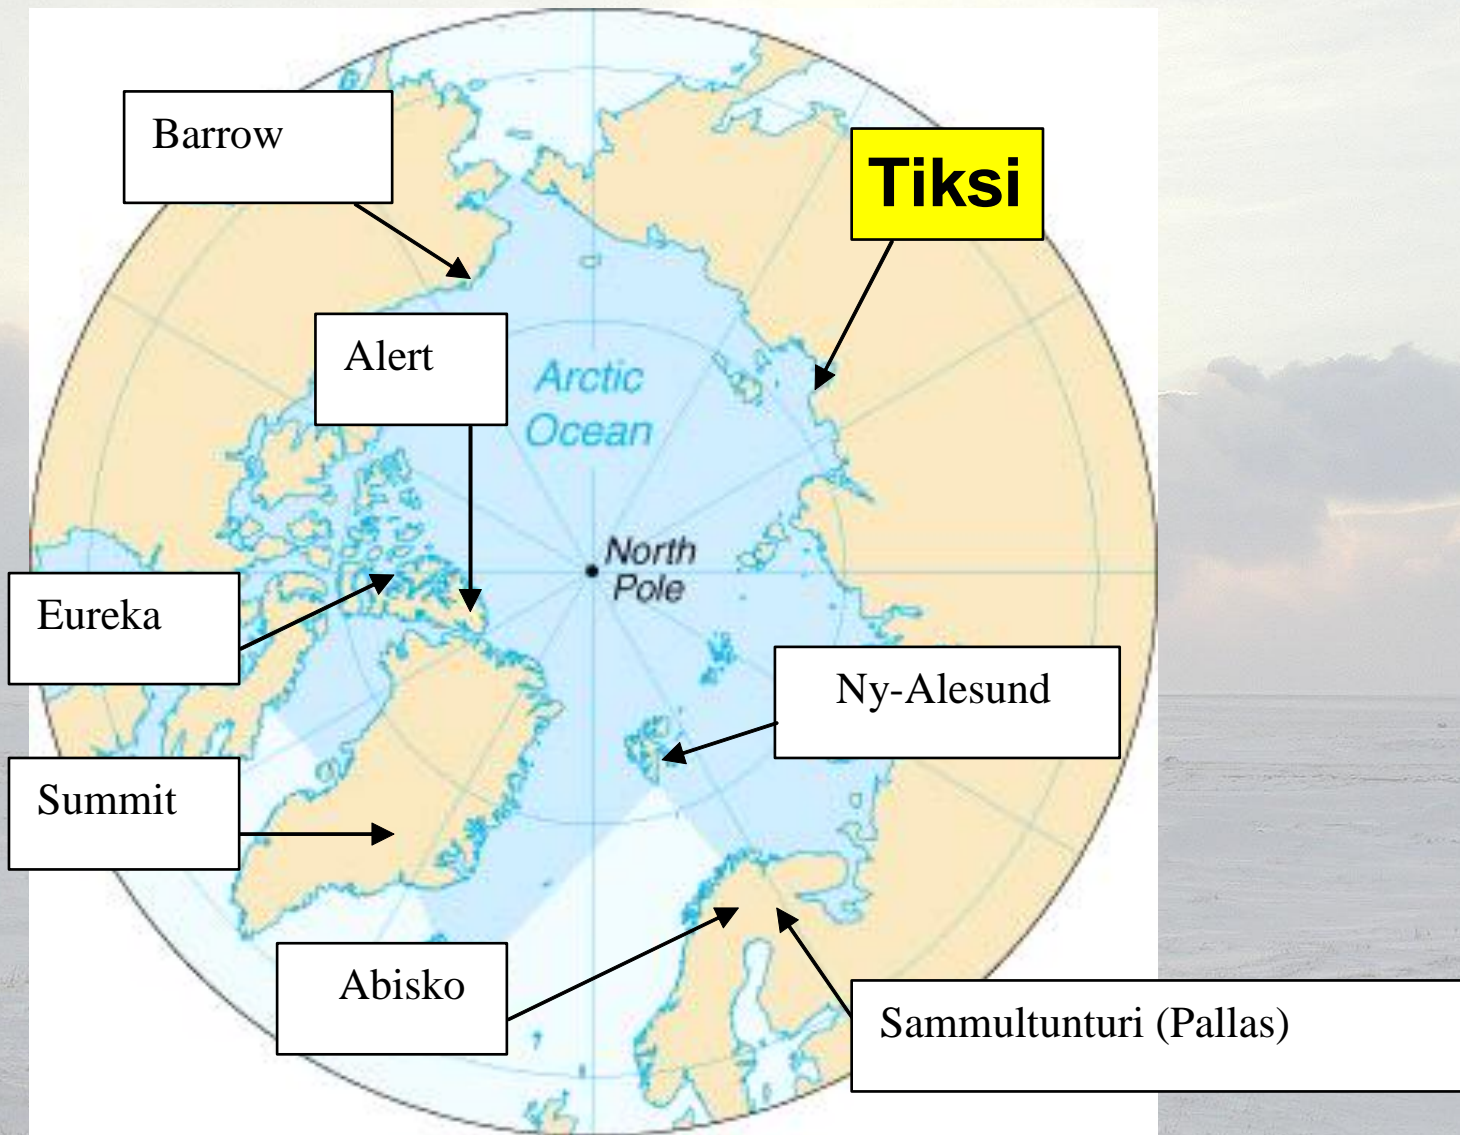 Barrow
Tiksi
Alert
Arctic
Ocean
North
Pole
Eureka
Ny-Alesund
Summit
Abisko
Sammultunturi (Pallas)